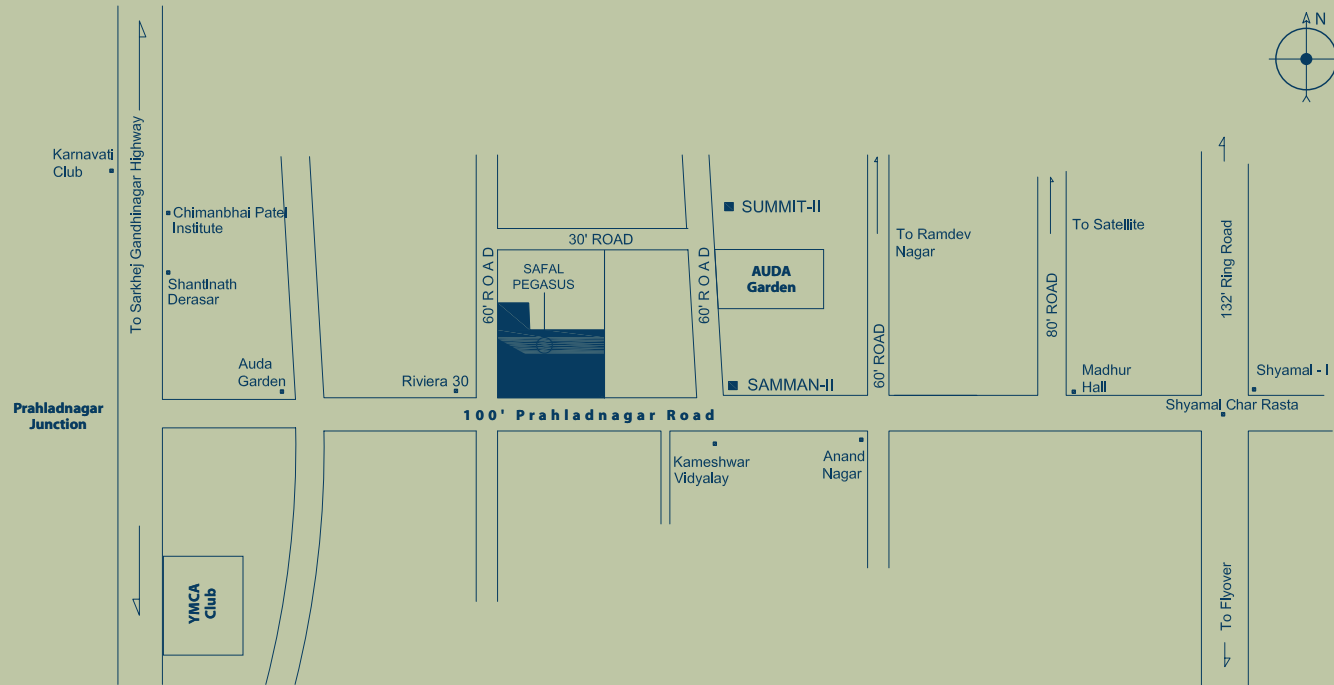 N
Karnavati
Club
To Sarkhej Gandhinagar Highway
Chimanbhai Patel
Institute
Shantinath
Derasar
Auda
Garden
Prahladnagar
Junction
YMCA
Club
Riviera 30
60' ROAD
30' ROAD
SAFAL
PEGASUS
60' ROAD
SUMMIT-II
AUDA
Garden
SAMMAN-II
100' Prahladnagar Road
Kameshwar
Vidyalay
Anand
Nagar
60' ROAD
To Ramdev
Nagar
80' ROAD
To Satellite
Madhur
Hall
132' Ring Road
Shyamal - I
Shyamal Char Rasta
To Flyover